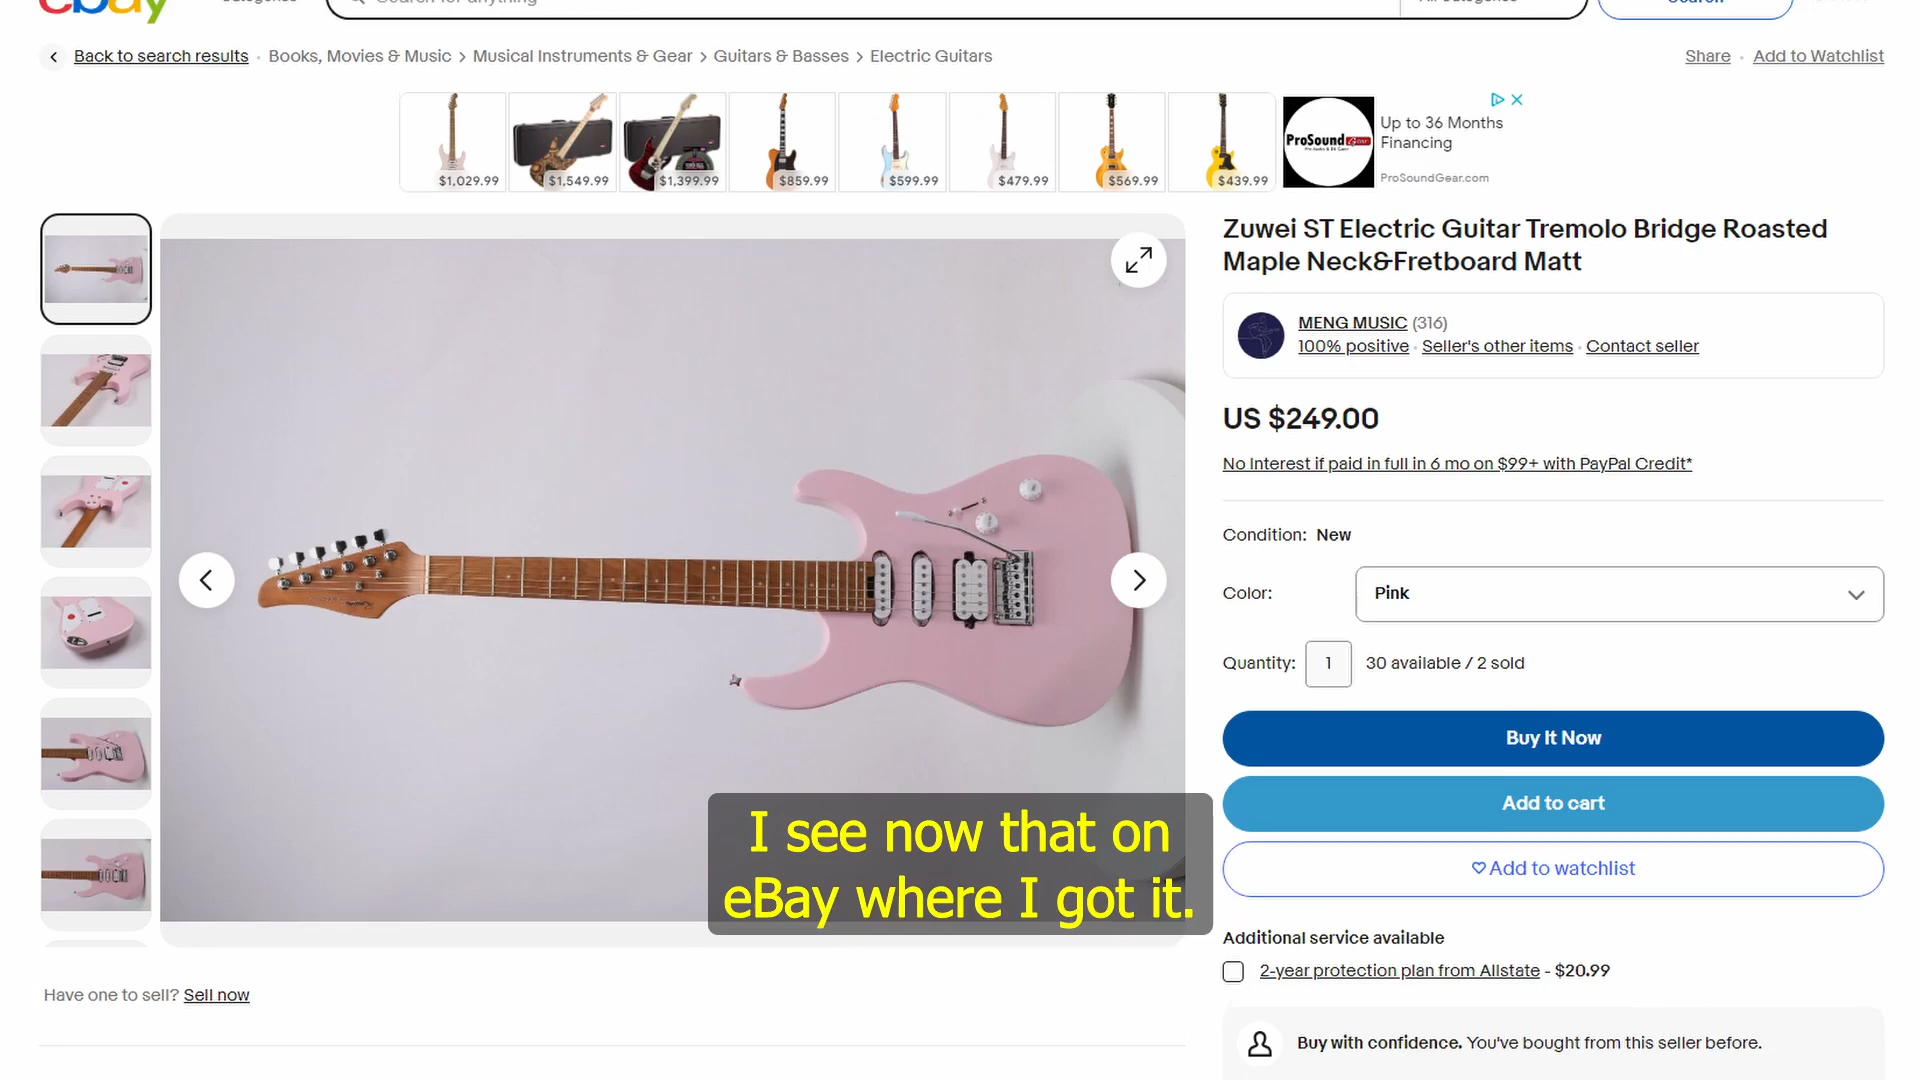 ebay
Search for anything
Back to search results · Books, Movies & Music > Musical Instruments & Gear > Guitars & Basses > Electric Guitars
Share · Add to Watchlist
$1,029.99
$1,549.99
$1,399.99
$859.99
$599.99
$479.99
$569.99
$439.99
ProSound Gear
Up to 36 Months
Financing
ProSoundGear.com
Zuwei ST Electric Guitar Tremolo Bridge Roasted
Maple Neck&Fretboard Matt
MENG MUSIC (316)
100% positive · Seller's other items · Contact seller
US $249.00
No Interest if paid in full in 6 mo on $99+ with PayPal Credit*
Condition: New
Color: Pink
Quantity: 1 30 available / 2 sold
Buy It Now
Add to cart
Add to watchlist
I see now that on
eBay where I got it.
Additional service available
2-year protection plan from Allstate - $20.99
Have one to sell? Sell now
Buy with confidence. You've bought from this seller before.